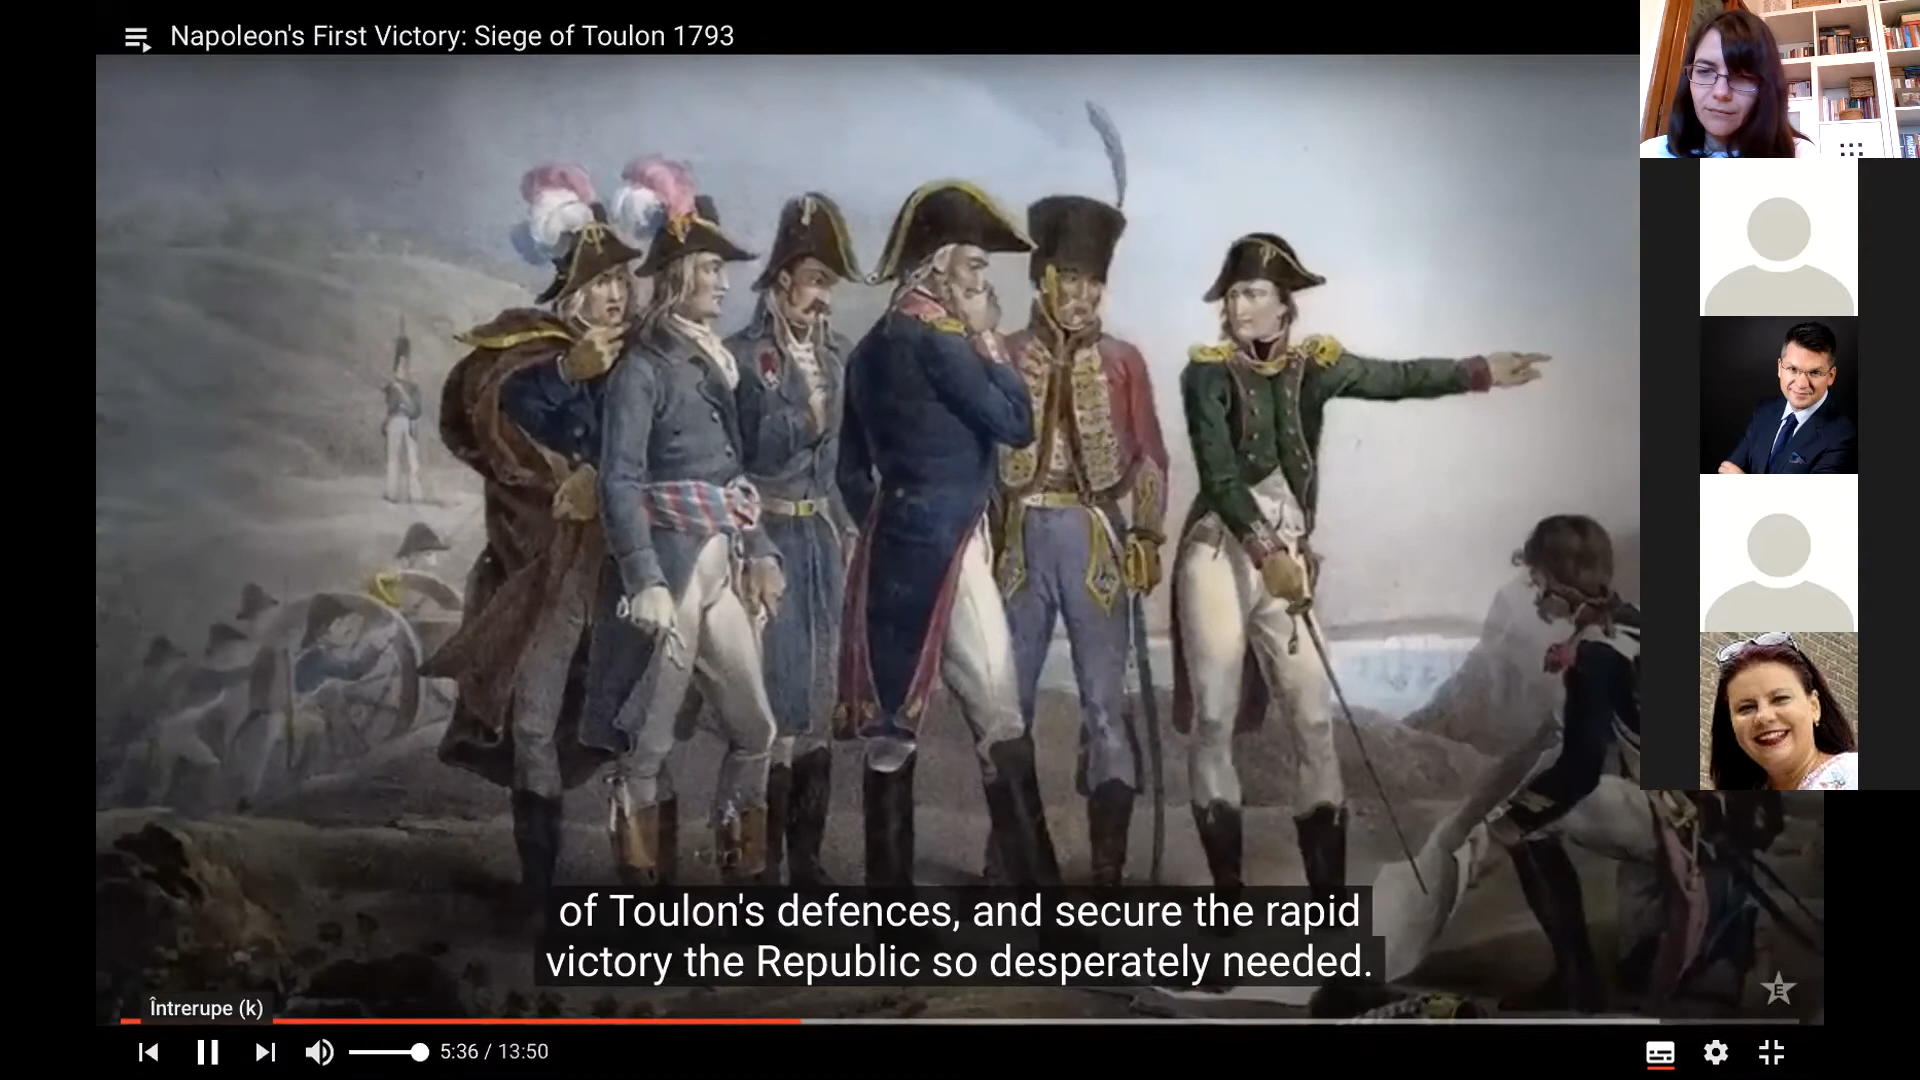 Napoleon's First Victory: Siege of Toulon 1793
of Toulon's defences, and secure the rapid
victory the Republic so desperately needed.
Întrerupe (k)
5:36 / 13:50
E